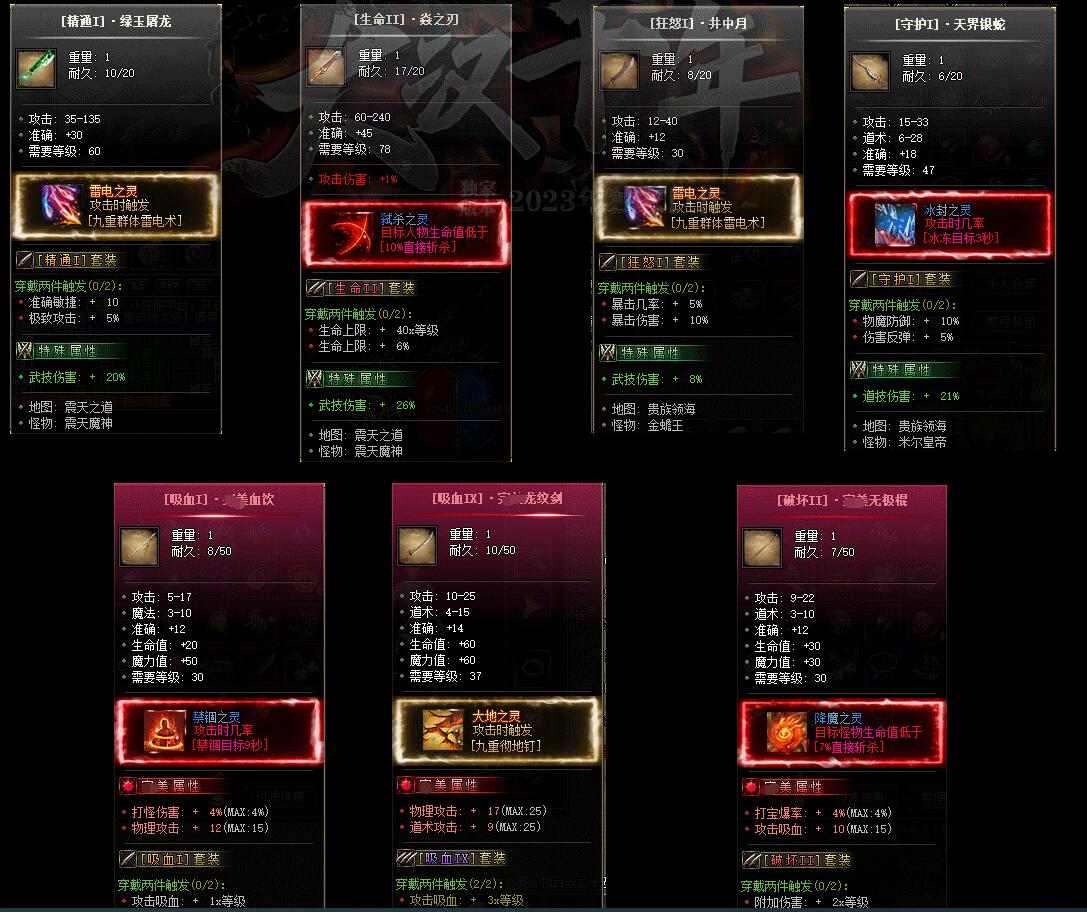 [精通I]·绿玉屠龙
重量: 1
耐久: 10/20
攻击: 35-135
准确: +30
需要等级: 60
雷电之灵
攻击时触发
[九重群体雷电术]
[精通I]套装
穿戴两件触发(0/2):
准确敏捷: + 10
极致攻击: + 5%
特殊属性
武技伤害: + 20%
地图: 震天之道
怪物: 震天魔神
[生命II]·焱之刃
重量: 1
耐久: 17/20
攻击: 60-240
准确: +45
需要等级: 78
攻击伤害: +1%
弑杀之灵
目标人物生命值低于
[10%直接斩杀]
[生命II]套装
穿戴两件触发(0/2):
生命上限: + 40x等级
生命上限: + 6%
特殊属性
武技伤害: + 26%
地图: 震天之道
怪物: 震天魔神
[狂怒I]·井中月
重量: 1
耐久: 8/20
攻击: 12-40
准确: +12
需要等级: 30
雷电之灵
攻击时触发
[九重群体雷电术]
[狂怒I]套装
穿戴两件触发(0/2):
暴击几率: + 5%
暴击伤害: + 10%
特殊属性
武技伤害: + 8%
地图: 贵族领海
怪物: 金蟾王
[守护I]·天界银蛇
重量: 1
耐久: 6/20
攻击: 15-33
道术: 6-28
准确: +18
需要等级: 47
冰封之灵
攻击时几率
[冰冻目标3秒]
[守护I]套装
穿戴两件触发(0/2):
物魔防御: + 10%
伤害反弹: + 5%
特殊属性
道技伤害: + 21%
地图: 贵族领海
怪物: 米尔皇帝
独家
2023年
[吸血I]·美血饮
重量: 1
耐久: 8/50
攻击: 5-17
魔法: 3-10
准确: +12
生命值: +20
魔力值: +50
需要等级: 30
禁锢之灵
攻击时几率
[禁锢目标9秒]
美属性
打怪伤害: + 4%(MAX:4%)
物理攻击: + 12(MAX:15)
[吸血I]套装
穿戴两件触发(0/2):
攻击吸血: + 1x等级
[吸血IX]·龙纹剑
重量: 1
耐久: 10/50
攻击: 10-25
道术: 4-15
准确: +14
生命值: +60
魔力值: +60
需要等级: 37
大地之灵
攻击时触发
[九重彻地钉]
美属性
物理攻击: + 17(MAX:25)
道术攻击: + 9(MAX:25)
[吸血IX]套装
穿戴两件触发(2/2):
攻击吸血: + 3x等级
[破坏II]·美无极棍
重量: 1
耐久: 7/50
攻击: 9-22
道术: 3-10
准确: +12
生命值: +30
魔力值: +30
需要等级: 30
降魔之灵
目标怪物生命值低于
[7%直接斩杀]
美属性
打宝爆率: + 4%(MAX:4%)
攻击吸血: + 10(MAX:15)
[破坏II]套装
穿戴两件触发(0/2):
附加伤害: + 2x等级